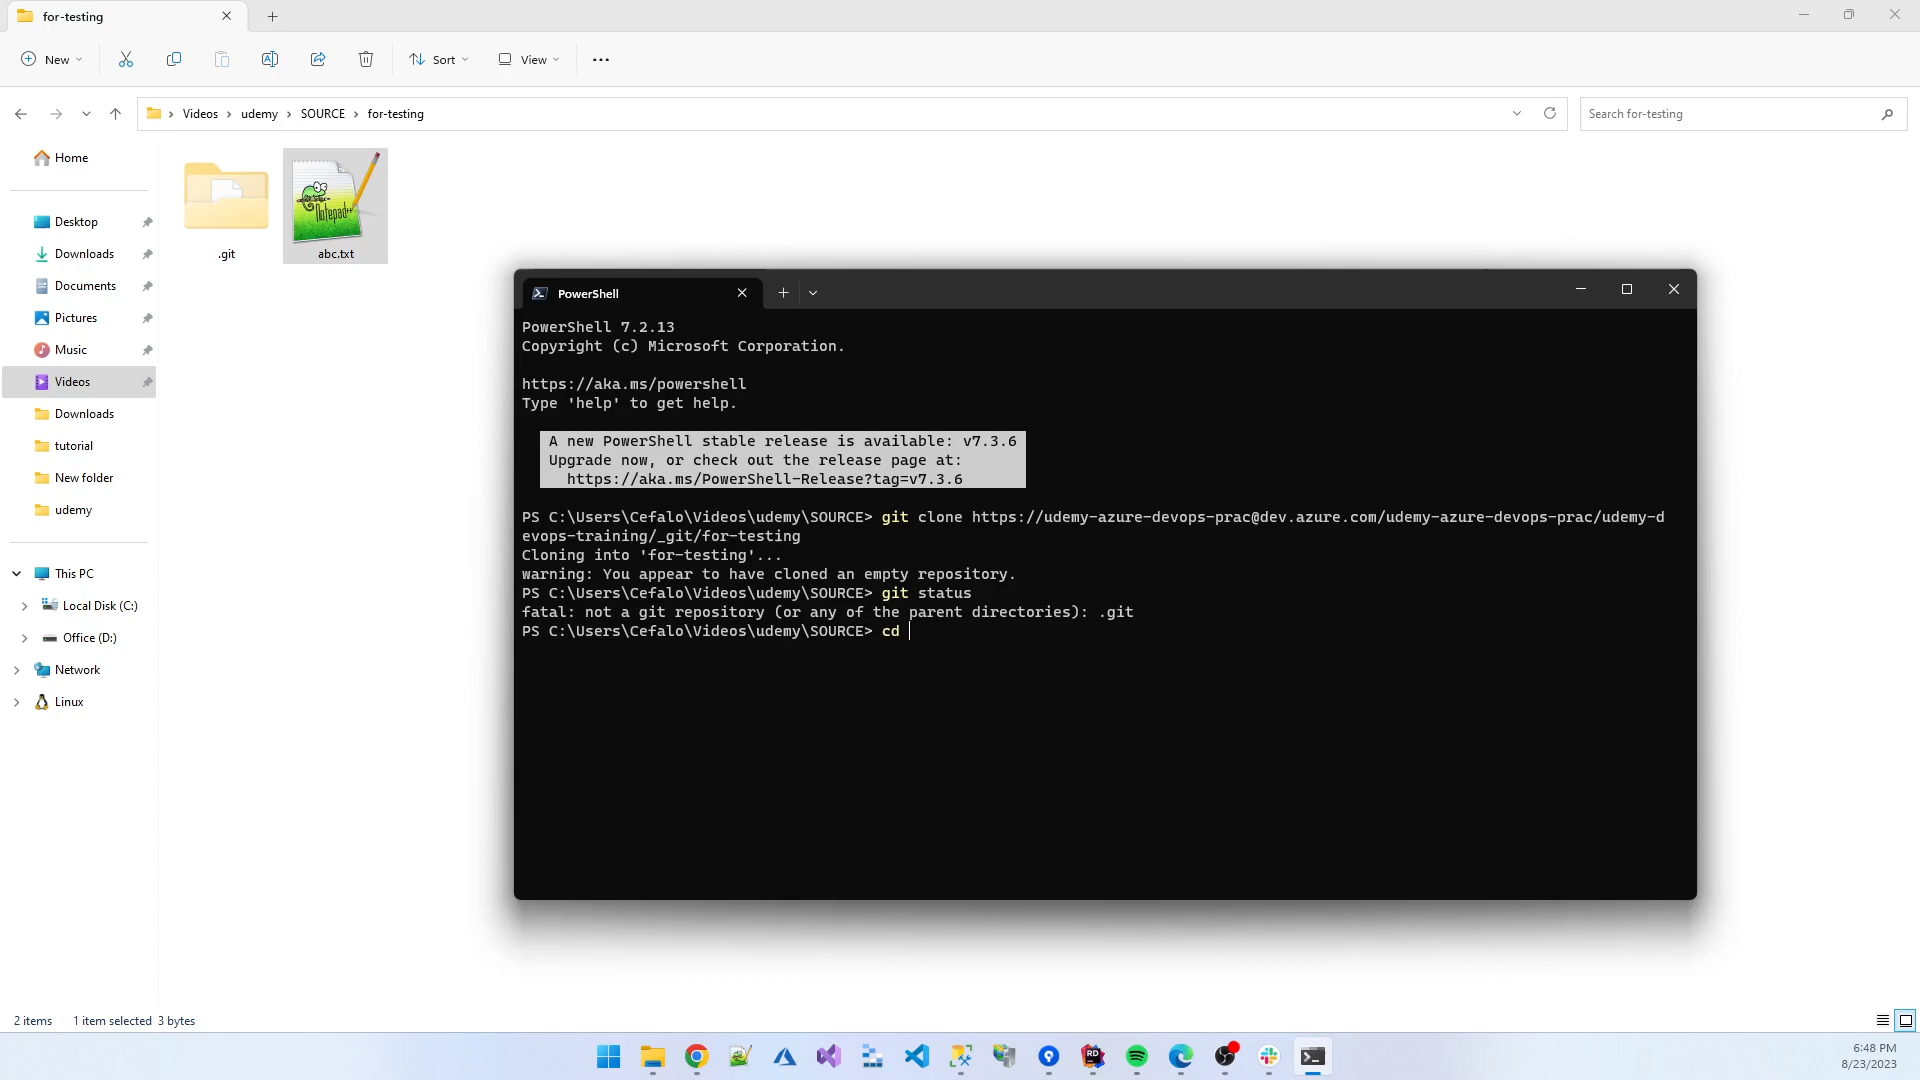 for-testing
New
Sort
View
Videos
udemy
SOURCE
for-testing
Search for-testing
Home
Desktop
Downloads
Documents
Pictures
Music
Videos
Downloads
tutorial
New folder
udemy
This PC
Local Disk (C:)
Office (D:)
Network
Linux
.git
Notepad++
abc.txt
PowerShell
PowerShell 7.2.13
Copyright (c) Microsoft Corporation.
https://aka.ms/powershell
Type 'help' to get help.
A new PowerShell stable release is available: v7.3.6
Upgrade now, or check out the release page at:
https://aka.ms/PowerShell-Release?tag=v7.3.6
PS C:\Users\Cefalo\Videos\udemy\SOURCE> git clone https://udemy-azure-devops-prac@dev.azure.com/udemy-azure-devops-prac/udemy-d
evops-training/_git/for-testing
Cloning into 'for-testing'...
warning: You appear to have cloned an empty repository.
PS C:\Users\Cefalo\Videos\udemy\SOURCE> git status
fatal: not a git repository (or any of the parent directories): .git
PS C:\Users\Cefalo\Videos\udemy\SOURCE> cd
2 items
1 item selected 3 bytes
RD
6:48 PM
8/23/2023